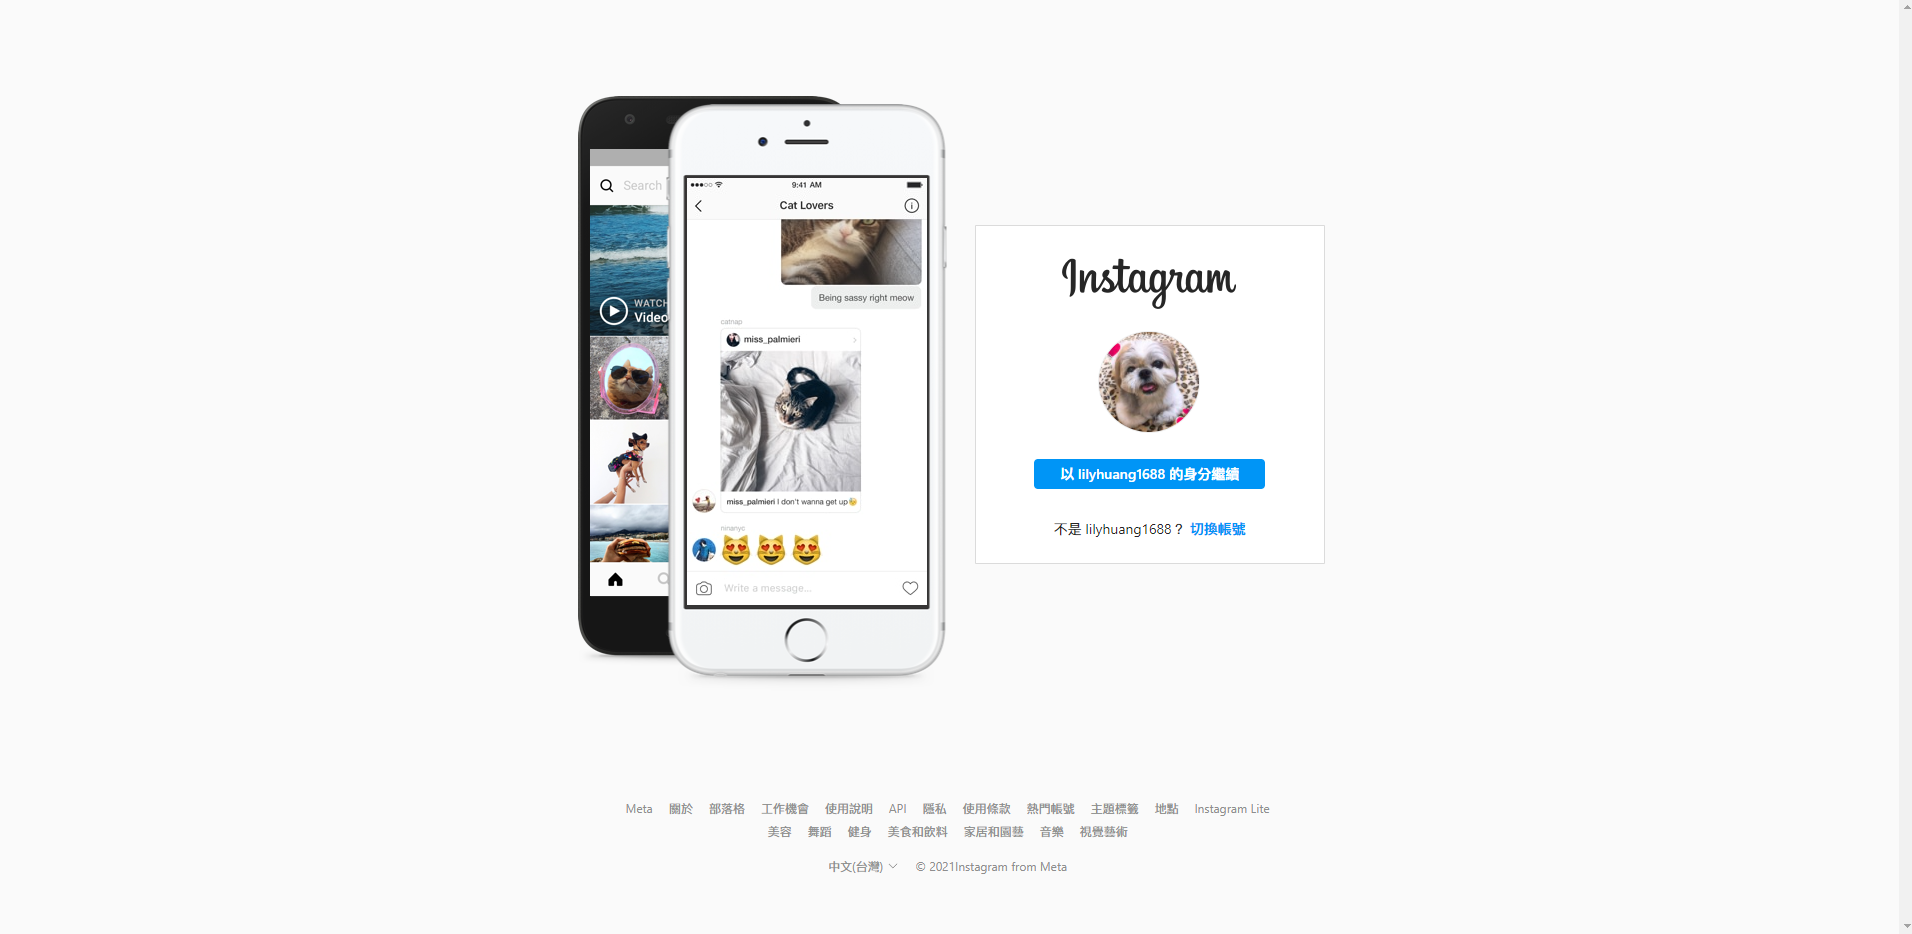 Search
WATCH
Video
9:41 AM
Cat Lovers
Being sassy right meow
catnap
miss_palmieri
miss_palmieri I don't wanna get up😪
ninanyc
😻 😻 😻
Write a message...
Instagram
以 lilyhuang1688 的身分繼續
不是 lilyhuang1688？ 切換帳號
Meta 關於 部落格 工作機會 使用說明 API 隱私 使用條款 熱門帳號 主題標籤 地點 Instagram Lite
美容 舞蹈 健身 美食和飲料 家居和園藝 音樂 視覺藝術
中文(台灣) © 2021Instagram from Meta